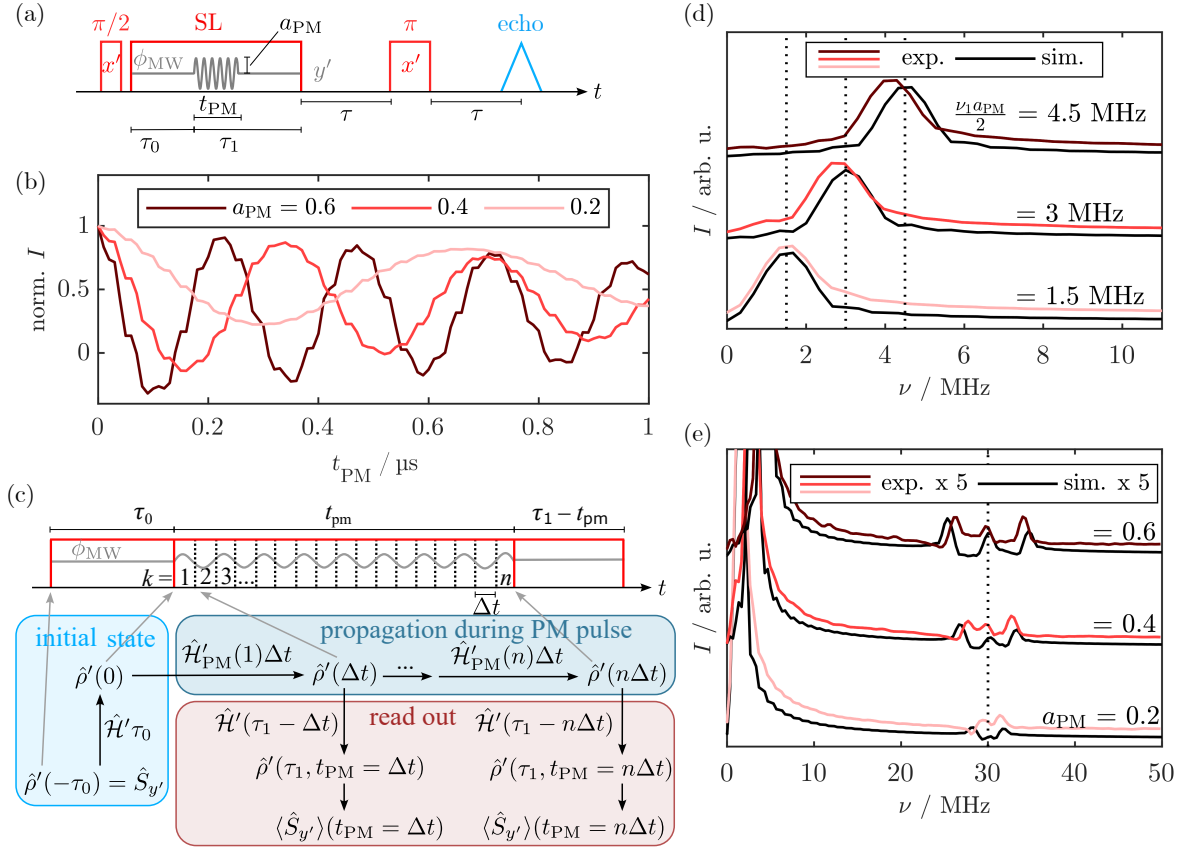 (a)
π/2 SL a_PM π echo
x′ ϕ_MW y′ x′ t
t_PM
τ_0 τ_1 τ τ
(b)
a_PM = 0.6 0.4 0.2
norm. I
1
0.5
0
0 0.2 0.4 0.6 0.8 1
t_PM / µs
(c)
τ_0 t_pm τ_1 − t_pm
ϕ_MW
k = 1 2 3 ... n t
Δt
initial state
propagation during PM pulse
ρ̂′(0) Ĥ′_PM(1)Δt ρ̂′(Δt) ... Ĥ′_PM(n)Δt ρ̂′(nΔt)
read out
Ĥ′τ_0 Ĥ′(τ_1 − Δt) Ĥ′(τ_1 − nΔt)
ρ̂′(−τ_0) = Ŝ_y′ ρ̂′(τ_1, t_PM = Δt) ρ̂′(τ_1, t_PM = nΔt)
⟨Ŝ_y′⟩(t_PM = Δt) ⟨Ŝ_y′⟩(t_PM = nΔt)
(d)
exp. sim.
ν_1 a_PM / 2 = 4.5 MHz
= 3 MHz
= 1.5 MHz
I / arb. u.
0 2 4 6 8 10
ν / MHz
(e)
exp. x 5 sim. x 5
= 0.6
= 0.4
a_PM = 0.2
I / arb. u.
0 10 20 30 40 50
ν / MHz